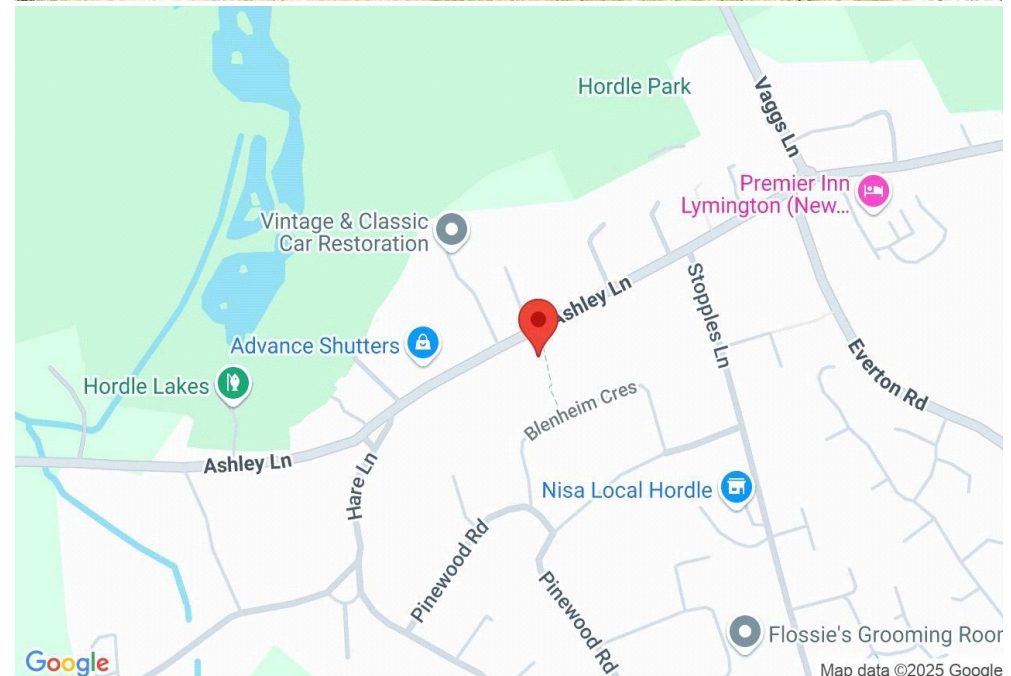 Hordle Park
Vaggs Ln
Premier Inn
Lymington (New...
Vintage & Classic
Car Restoration
Ashley Ln
Stopples Ln
Advance Shutters
Everton Rd
Hordle Lakes
Blenheim Cres
Ashley Ln
Hare Ln
Nisa Local Hordle
Pinewood Rd
Pinewood Rd
Flossie's Grooming Roor
Google
Map data ©2025 Google